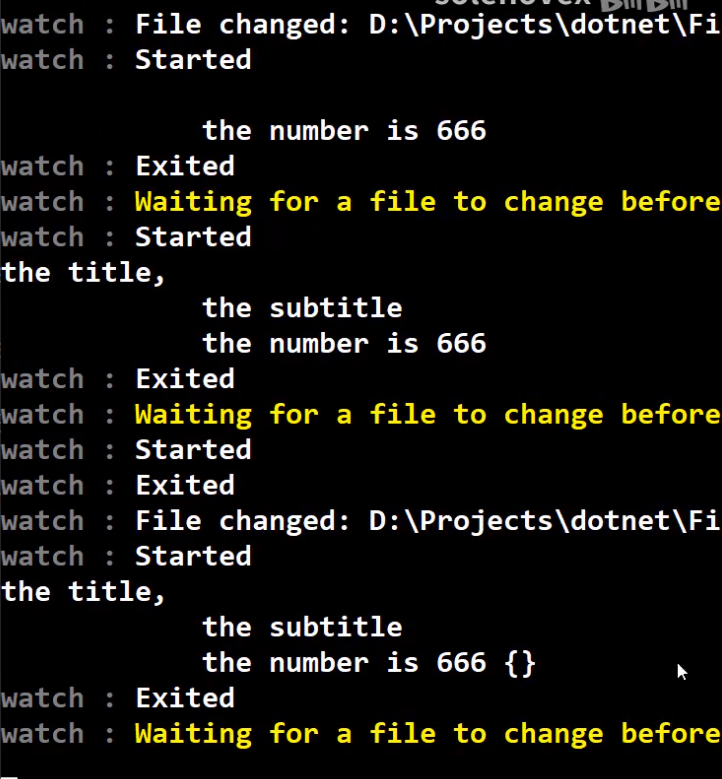 solenovex
watch : File changed: D:\Projects\dotnet\Fi
watch : Started
the number is 666
watch : Exited
watch : Waiting for a file to change before
watch : Started
the title,
the subtitle
the number is 666
watch : Exited
watch : Waiting for a file to change before
watch : Started
watch : Exited
watch : File changed: D:\Projects\dotnet\Fi
watch : Started
the title,
the subtitle
the number is 666 {}
watch : Exited
watch : Waiting for a file to change before